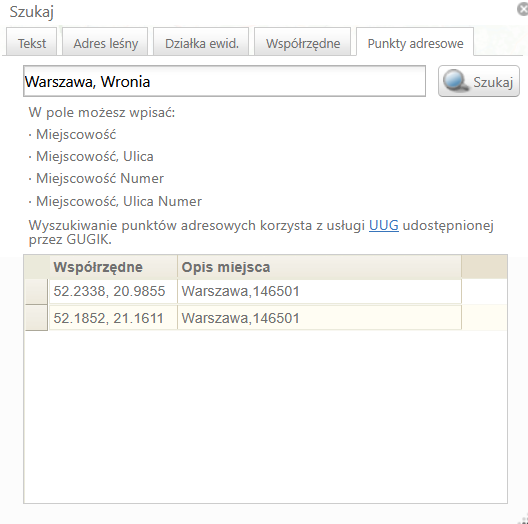 Szukaj
Tekst Adres leśny Działka ewid. Współrzędne Punkty adresowe
Warszawa, Wronia Szukaj
W pole możesz wpisać:
· Miejscowość
· Miejscowość, Ulica
· Miejscowość Numer
· Miejscowość, Ulica Numer
Wyszukiwanie punktów adresowych korzysta z usługi UUG udostępnionej
przez GUGIK.
Współrzędne Opis miejsca
52.2338, 20.9855 Warszawa,146501
52.1852, 21.1611 Warszawa,146501